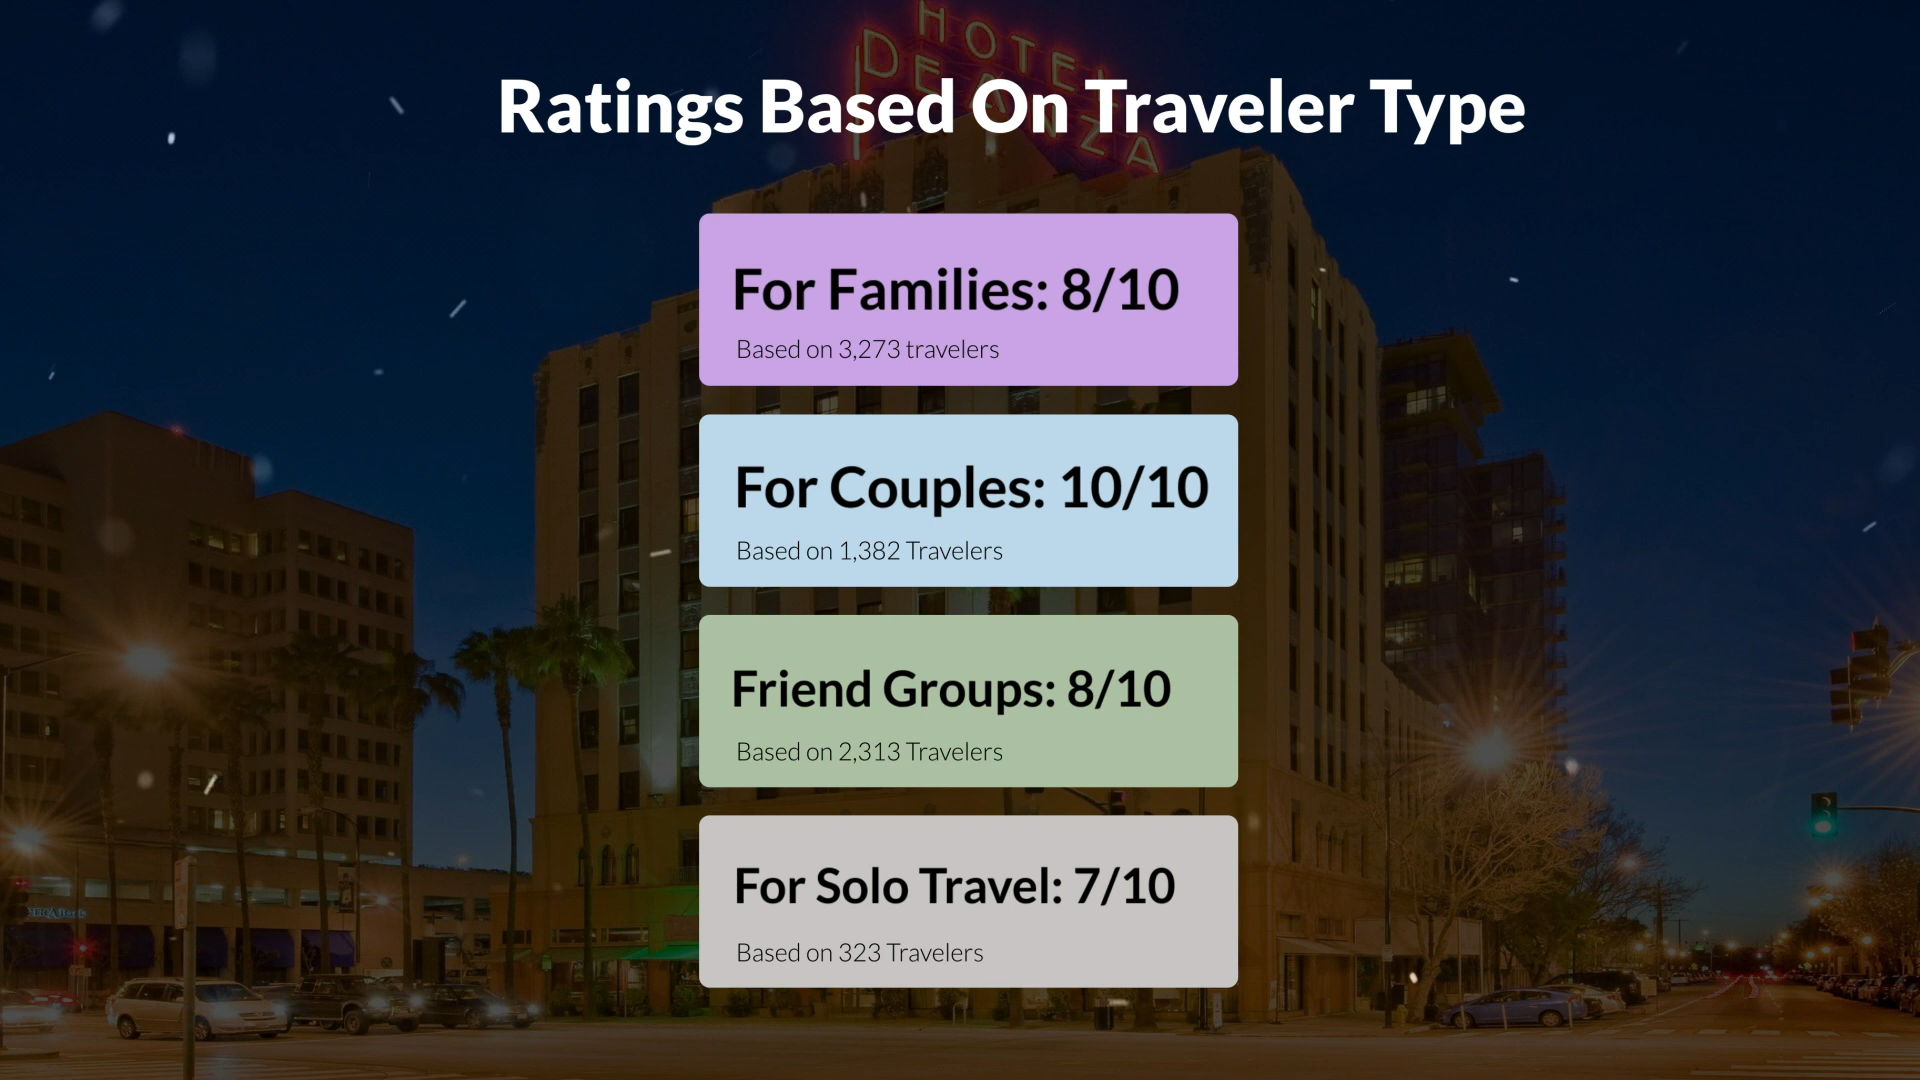 HOTEL
DE ANZA
Ratings Based On Traveler Type
For Families: 8/10
Based on 3,273 travelers
For Couples: 10/10
Based on 1,382 Travelers
Friend Groups: 8/10
Based on 2,313 Travelers
For Solo Travel: 7/10
Based on 323 Travelers